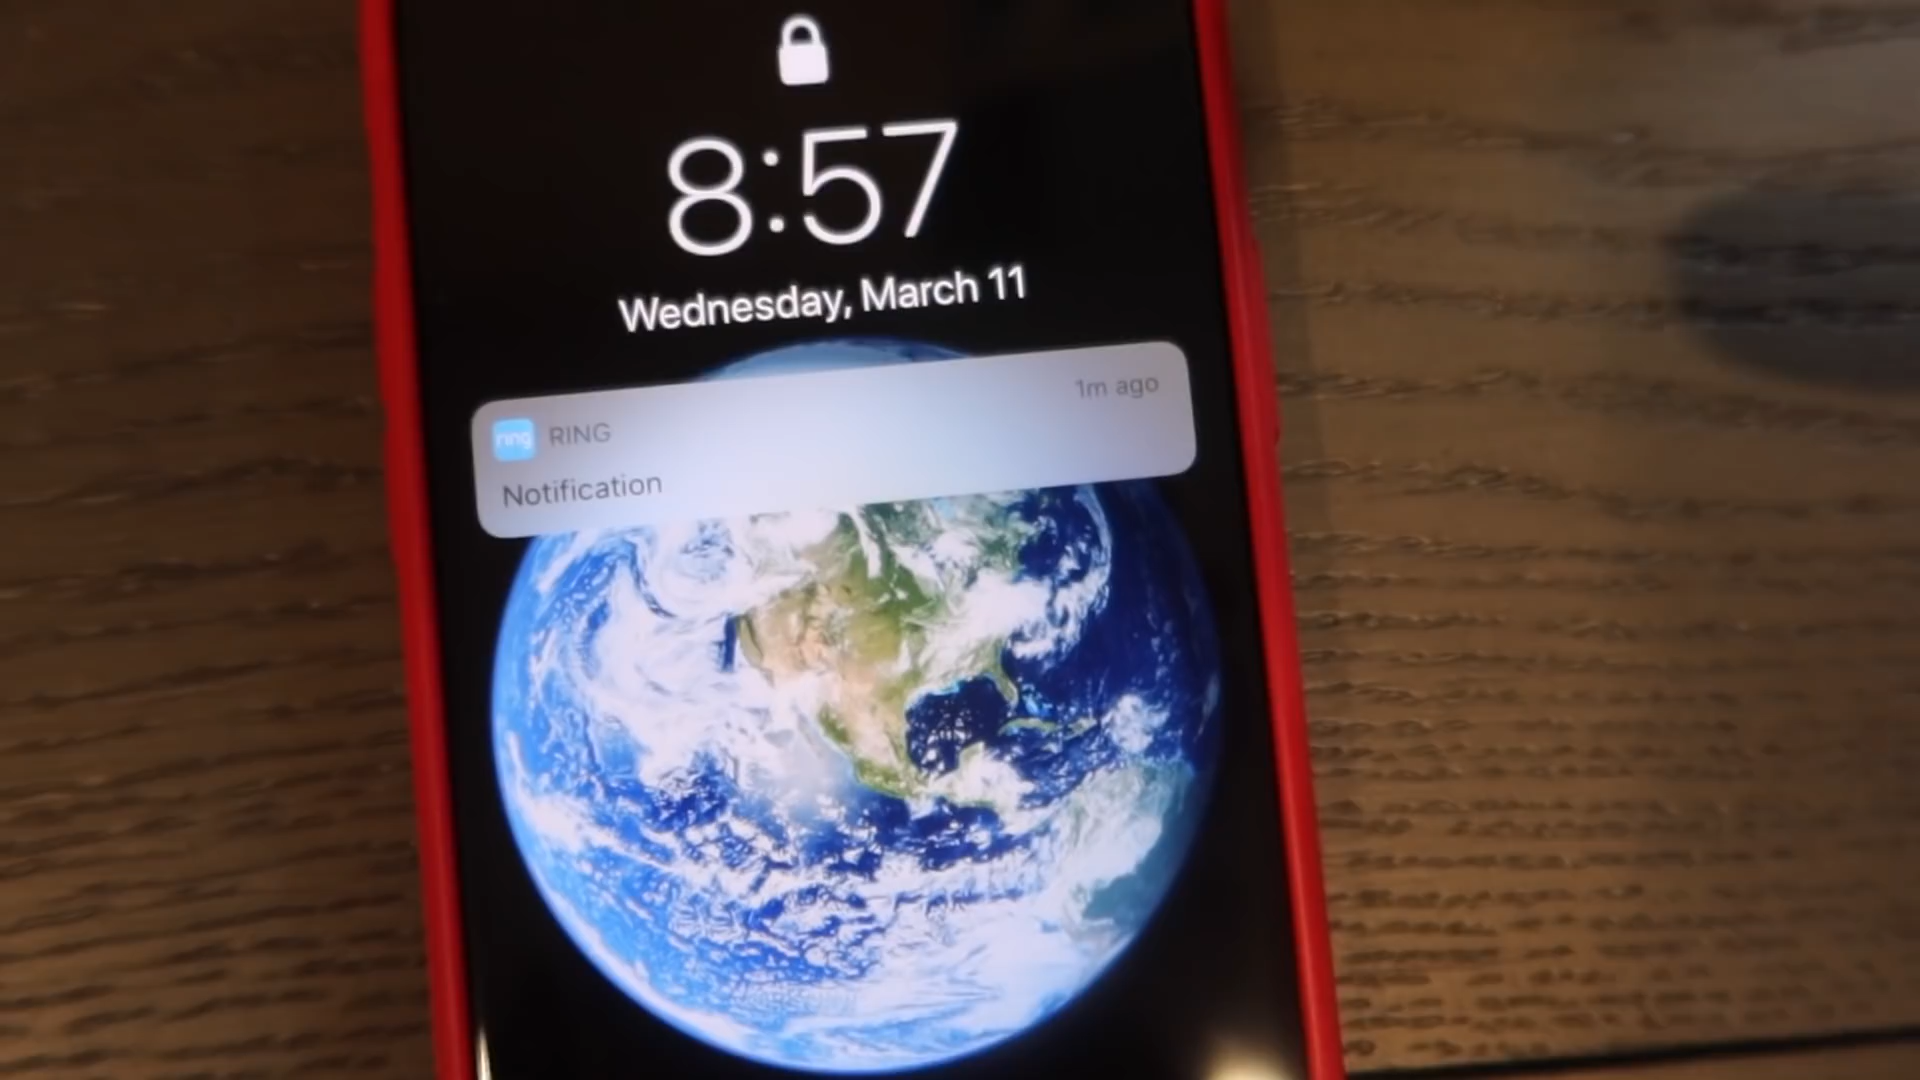 8:57
Wednesday, March 11
ring RING 1m ago
Notification